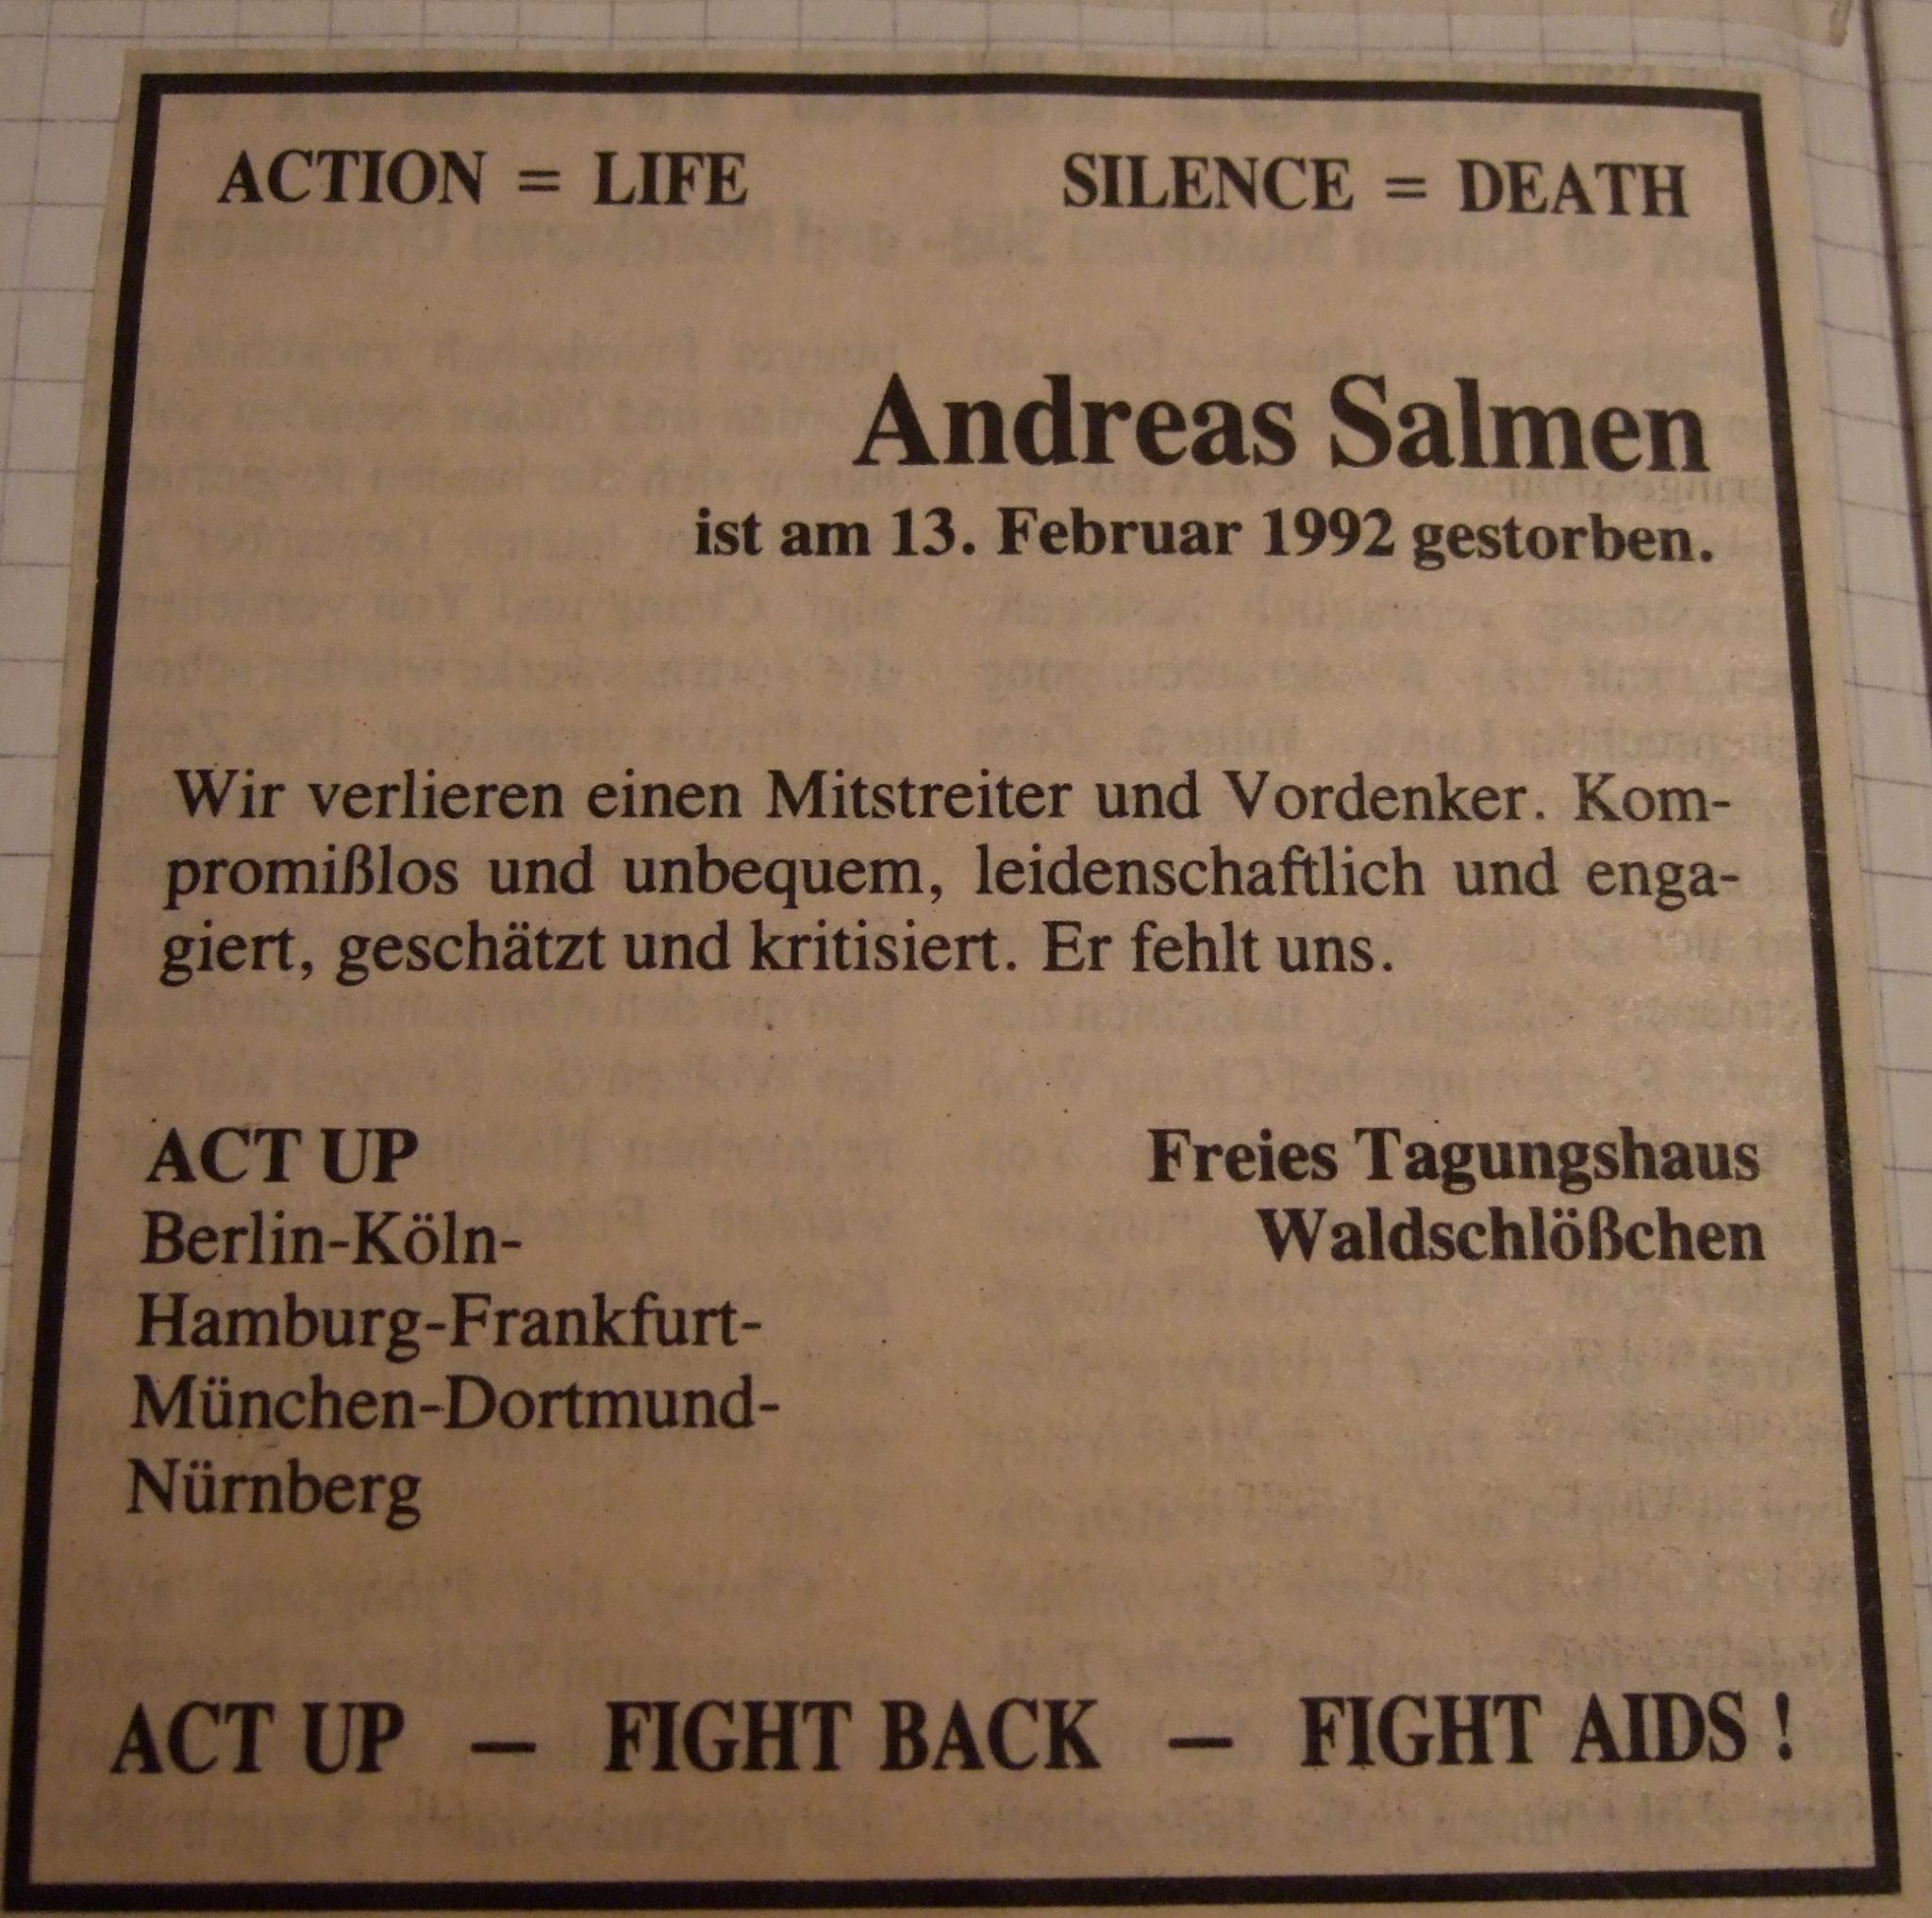 ACTION = LIFE SILENCE = DEATH
Andreas Salmen
ist am 13. Februar 1992 gestorben.
Wir verlieren einen Mitstreiter und Vordenker. Kom-
promißlos und unbequem, leidenschaftlich und enga-
giert, geschätzt und kritisiert. Er fehlt uns.
ACT UP
Berlin-Köln-
Hamburg-Frankfurt-
München-Dortmund-
Nürnberg
Freies Tagungshaus
Waldschlößchen
ACT UP — FIGHT BACK — FIGHT AIDS !